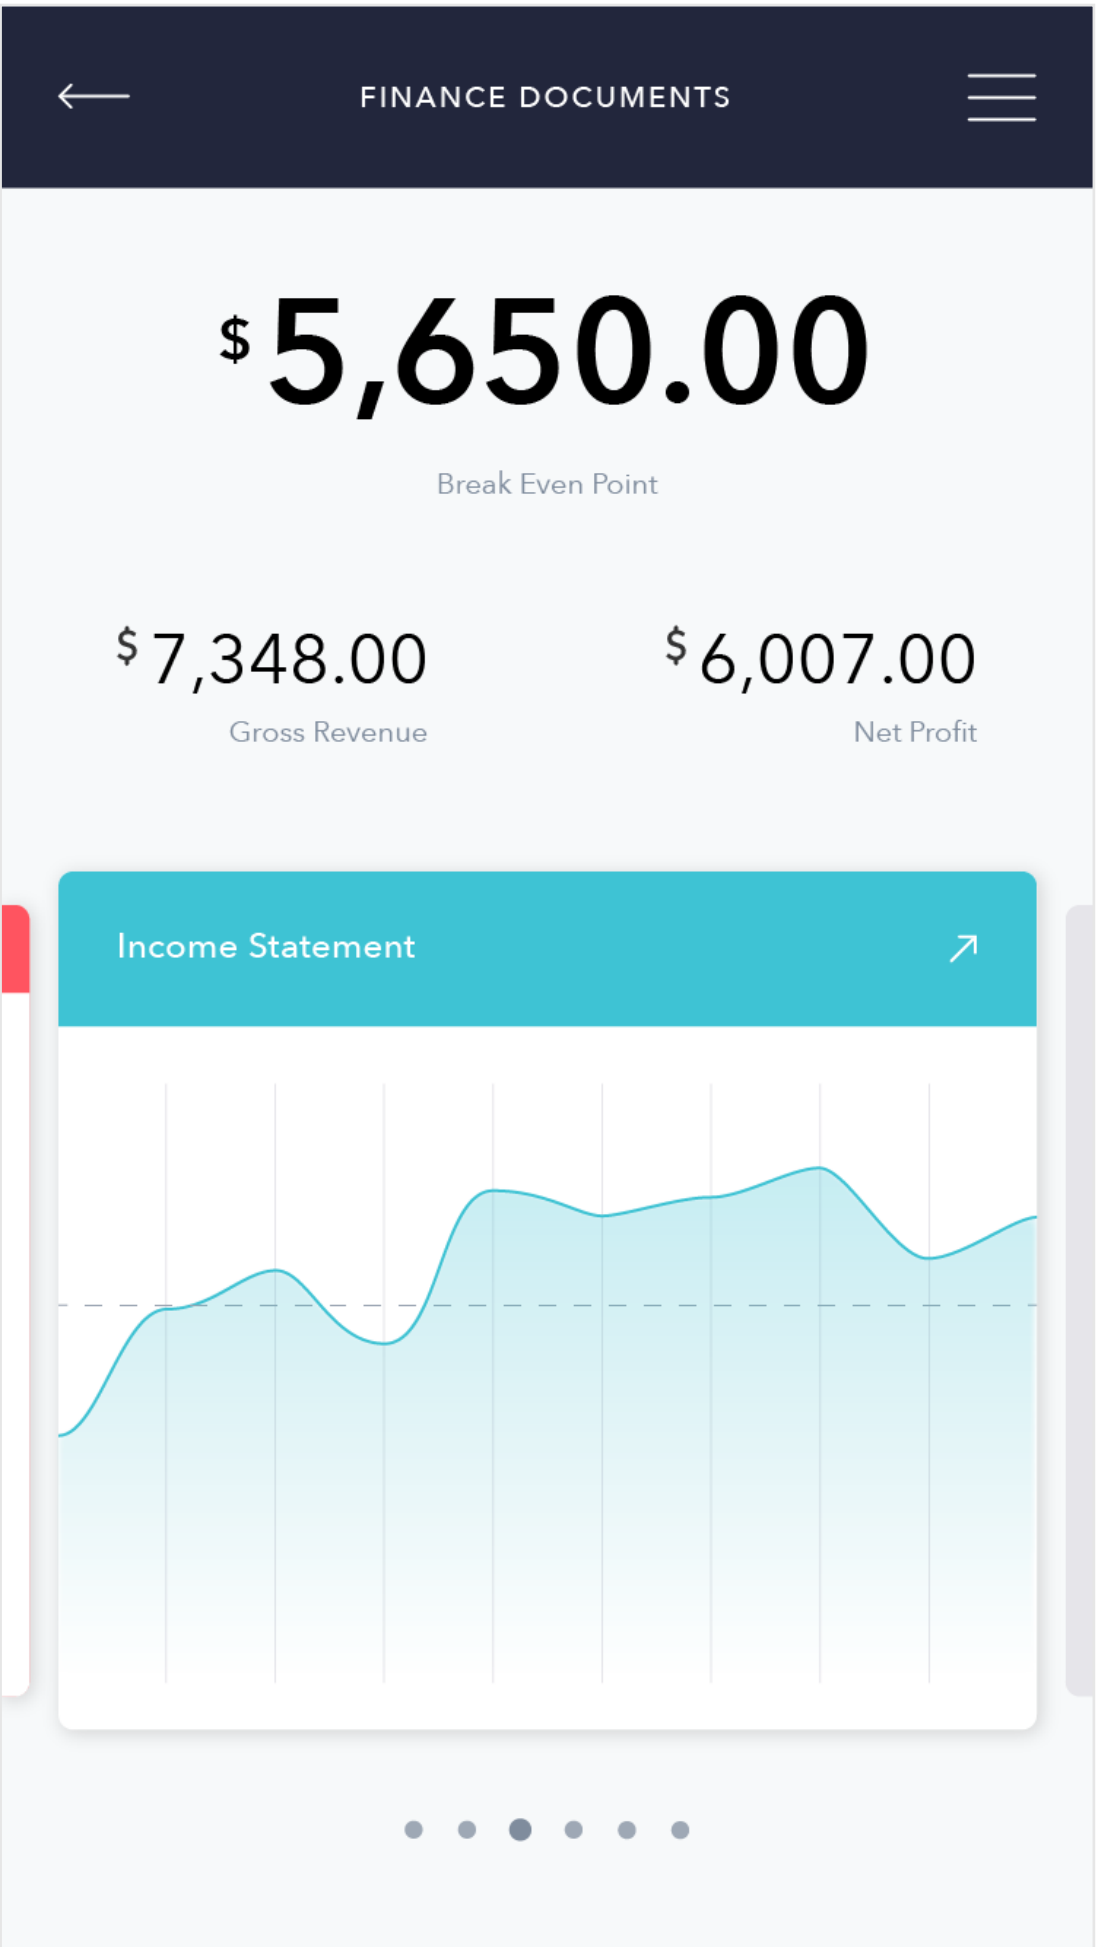 FINANCE DOCUMENTS
$5,650.00
Break Even Point
$7,348.00
Gross Revenue
$6,007.00
Net Profit
Income Statement